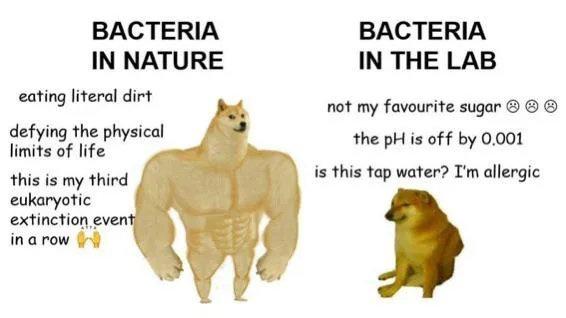 BACTERIA
IN NATURE
eating literal dirt
defying the physical
limits of life
this is my third
eukaryotic
extinction event
in a row 🙌
BACTERIA
IN THE LAB
not my favourite sugar ☹ ☹ ☹
the pH is off by 0,001
is this tap water? I'm allergic